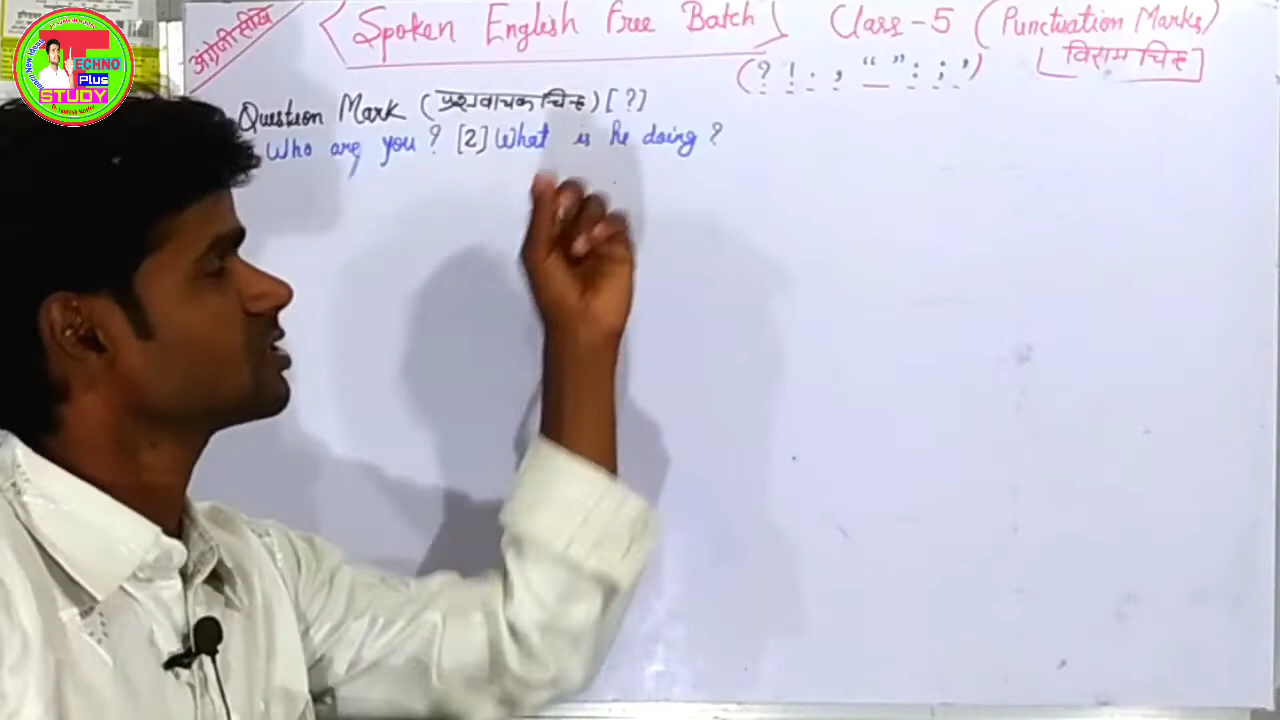 अंग्रेजी सीखें
Spoken English Free Batch Class - 5 (Punctuation Marks)
विराम चिन्ह
(? ! . , “ ” : ; ’)
Question Mark (प्रश्नवाचक चिन्ह) [?]
Who are you ? [2] What is he doing ?
TECHNO
Plus
STUDY